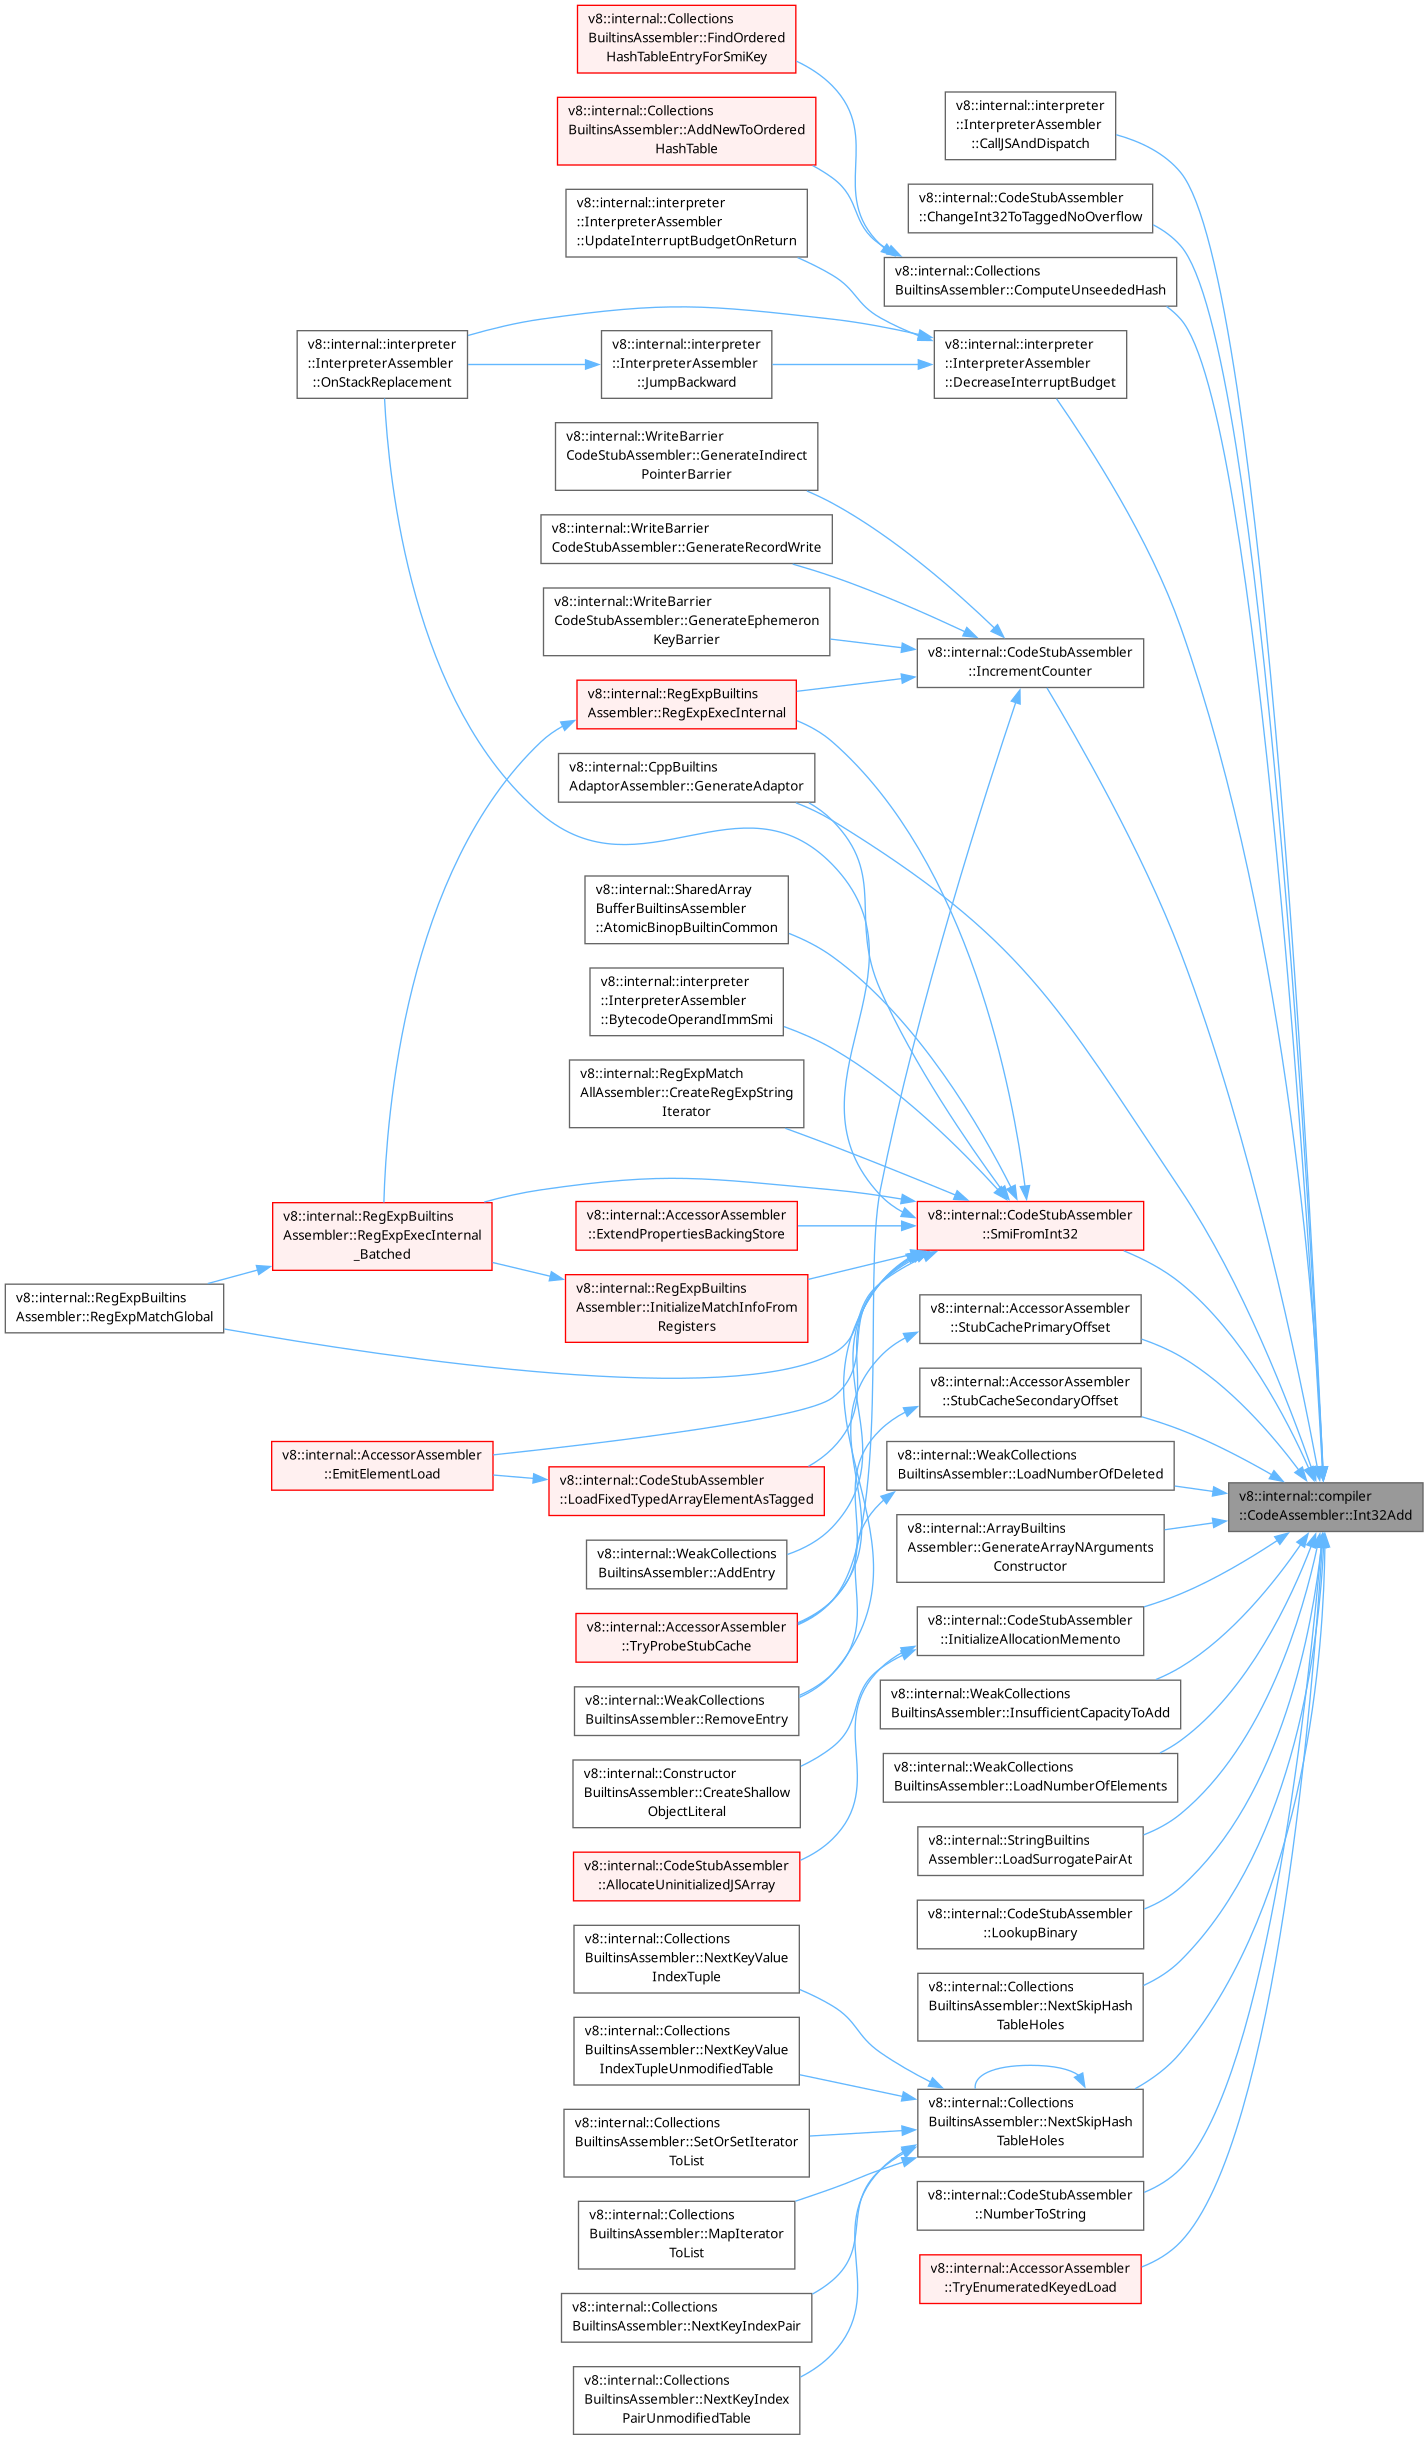 v8::internal::Collections
BuiltinsAssembler::FindOrdered
HashTableEntryForSmiKey
v8::internal::Collections
BuiltinsAssembler::AddNewToOrdered
HashTable
v8::internal::interpreter
::InterpreterAssembler
::CallJSAndDispatch
v8::internal::CodeStubAssembler
::ChangeInt32ToTaggedNoOverflow
v8::internal::interpreter
::InterpreterAssembler
::UpdateInterruptBudgetOnReturn
v8::internal::Collections
BuiltinsAssembler::ComputeUnseededHash
v8::internal::interpreter
::InterpreterAssembler
::OnStackReplacement
v8::internal::interpreter
::InterpreterAssembler
::JumpBackward
v8::internal::interpreter
::InterpreterAssembler
::DecreaseInterruptBudget
v8::internal::WriteBarrier
CodeStubAssembler::GenerateIndirect
PointerBarrier
v8::internal::WriteBarrier
CodeStubAssembler::GenerateRecordWrite
v8::internal::WriteBarrier
CodeStubAssembler::GenerateEphemeron
KeyBarrier
v8::internal::CodeStubAssembler
::IncrementCounter
v8::internal::RegExpBuiltins
Assembler::RegExpExecInternal
v8::internal::CppBuiltins
AdaptorAssembler::GenerateAdaptor
v8::internal::SharedArray
BufferBuiltinsAssembler
::AtomicBinopBuiltinCommon
v8::internal::interpreter
::InterpreterAssembler
::BytecodeOperandImmSmi
v8::internal::RegExpMatch
AllAssembler::CreateRegExpString
Iterator
v8::internal::RegExpBuiltins
Assembler::RegExpExecInternal
_Batched
v8::internal::AccessorAssembler
::ExtendPropertiesBackingStore
v8::internal::CodeStubAssembler
::SmiFromInt32
v8::internal::RegExpBuiltins
Assembler::RegExpMatchGlobal
v8::internal::RegExpBuiltins
Assembler::InitializeMatchInfoFrom
Registers
v8::internal::AccessorAssembler
::StubCachePrimaryOffset
v8::internal::AccessorAssembler
::StubCacheSecondaryOffset
v8::internal::AccessorAssembler
::EmitElementLoad
v8::internal::CodeStubAssembler
::LoadFixedTypedArrayElementAsTagged
v8::internal::WeakCollections
BuiltinsAssembler::LoadNumberOfDeleted
v8::internal::compiler
::CodeAssembler::Int32Add
v8::internal::WeakCollections
BuiltinsAssembler::AddEntry
v8::internal::ArrayBuiltins
Assembler::GenerateArrayNArguments
Constructor
v8::internal::AccessorAssembler
::TryProbeStubCache
v8::internal::CodeStubAssembler
::InitializeAllocationMemento
v8::internal::WeakCollections
BuiltinsAssembler::RemoveEntry
v8::internal::WeakCollections
BuiltinsAssembler::InsufficientCapacityToAdd
v8::internal::Constructor
BuiltinsAssembler::CreateShallow
ObjectLiteral
v8::internal::WeakCollections
BuiltinsAssembler::LoadNumberOfElements
v8::internal::CodeStubAssembler
::AllocateUninitializedJSArray
v8::internal::StringBuiltins
Assembler::LoadSurrogatePairAt
v8::internal::CodeStubAssembler
::LookupBinary
v8::internal::Collections
BuiltinsAssembler::NextKeyValue
IndexTuple
v8::internal::Collections
BuiltinsAssembler::NextSkipHash
TableHoles
v8::internal::Collections
BuiltinsAssembler::NextKeyValue
IndexTupleUnmodifiedTable
v8::internal::Collections
BuiltinsAssembler::NextSkipHash
TableHoles
v8::internal::Collections
BuiltinsAssembler::SetOrSetIterator
ToList
v8::internal::Collections
BuiltinsAssembler::MapIterator
ToList
v8::internal::CodeStubAssembler
::NumberToString
v8::internal::AccessorAssembler
::TryEnumeratedKeyedLoad
v8::internal::Collections
BuiltinsAssembler::NextKeyIndexPair
v8::internal::Collections
BuiltinsAssembler::NextKeyIndex
PairUnmodifiedTable